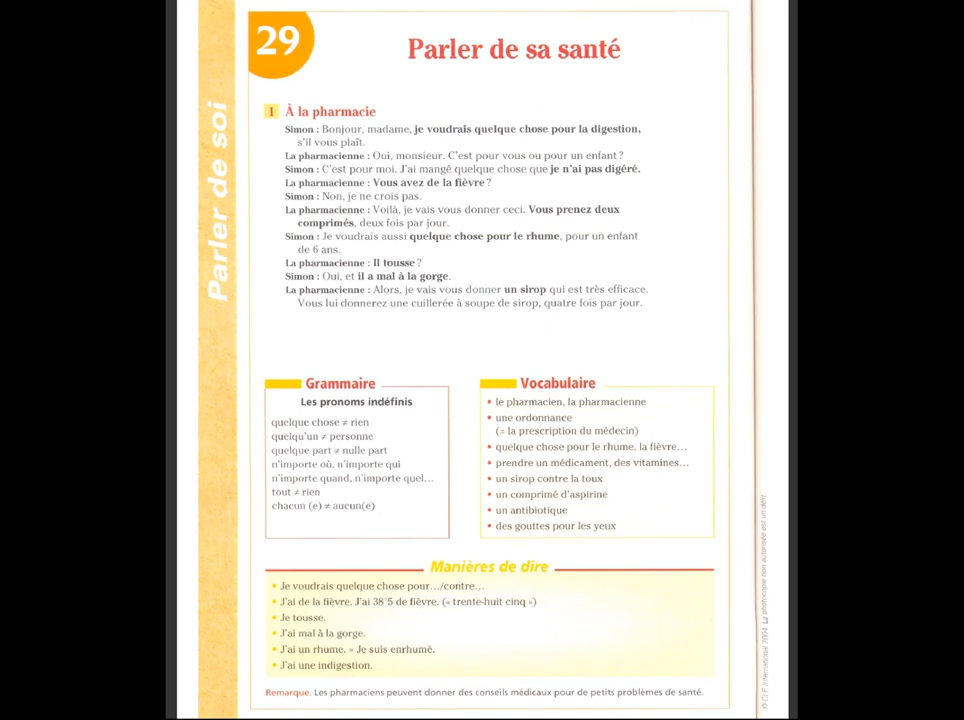 29
Parler de sa santé
Parler de soi
1 À la pharmacie
Simon : Bonjour, madame, je voudrais quelque chose pour la digestion,
s'il vous plaît.
La pharmacienne : Oui, monsieur. C'est pour vous ou pour un enfant ?
Simon : C'est pour moi. J'ai mangé quelque chose que je n'ai pas digéré.
La pharmacienne : Vous avez de la fièvre ?
Simon : Non, je ne crois pas.
La pharmacienne : Voilà, je vais vous donner ceci. Vous prenez deux
comprimés, deux fois par jour.
Simon : Je voudrais aussi quelque chose pour le rhume, pour un enfant
de 6 ans.
La pharmacienne : Il tousse ?
Simon : Oui, et il a mal à la gorge.
La pharmacienne : Alors, je vais vous donner un sirop qui est très efficace.
Vous lui donnerez une cuillerée à soupe de sirop, quatre fois par jour.
Grammaire
Les pronoms indéfinis
quelque chose ≠ rien
quelqu'un ≠ personne
quelque part ≠ nulle part
n'importe où, n'importe qui
n'importe quand, n'importe quel...
tout ≠ rien
chacun (e) ≠ aucun(e)
Vocabulaire
• le pharmacien, la pharmacienne
• une ordonnance
(= la prescription du médecin)
• quelque chose pour le rhume, la fièvre...
• prendre un médicament, des vitamines...
• un sirop contre la toux
• un comprimé d'aspirine
• un antibiotique
• des gouttes pour les yeux
Manières de dire
• Je voudrais quelque chose pour.../contre...
• J'ai de la fièvre. J'ai 38°5 de fièvre. (« trente-huit cinq »)
• Je tousse.
• J'ai mal à la gorge.
• J'ai un rhume. = Je suis enrhumé.
• J'ai une indigestion.
Remarque. Les pharmaciens peuvent donner des conseils médicaux pour de petits problèmes de santé.
© CLE International 2004. La photocopie non autorisée est un délit.